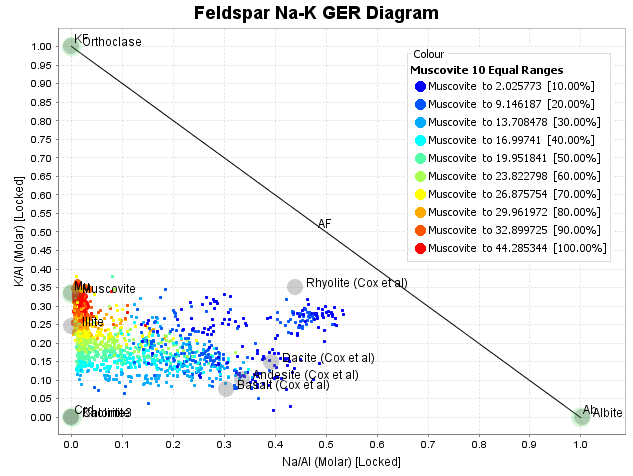 Feldspar Na-K GER Diagram
K/Al (Molar) [Locked]
1.00
0.95
0.90
0.85
0.80
0.75
0.70
0.65
0.60
0.55
0.50
0.45
0.40
0.35
0.30
0.25
0.20
0.15
0.10
0.05
0.00
KF
Orthoclase
Colour
Muscovite 10 Equal Ranges
Muscovite to 2.025773 [10.00%]
Muscovite to 9.146187 [20.00%]
Muscovite to 13.708478 [30.00%]
Muscovite to 16.99741 [40.00%]
Muscovite to 19.951841 [50.00%]
Muscovite to 23.822798 [60.00%]
Muscovite to 26.875754 [70.00%]
Muscovite to 29.961972 [80.00%]
Muscovite to 32.899725 [90.00%]
Muscovite to 44.285344 [100.00%]
AF
Rhyolite (Cox et al)
Mu
Muscovite
Illite
Dacite (Cox et al)
Andesite (Cox et al)
Basalt (Cox et al)
Ab
Albite
0.0
0.1
0.2
0.3
0.4
0.5
0.6
0.7
0.8
0.9
1.0
Na/Al (Molar) [Locked]